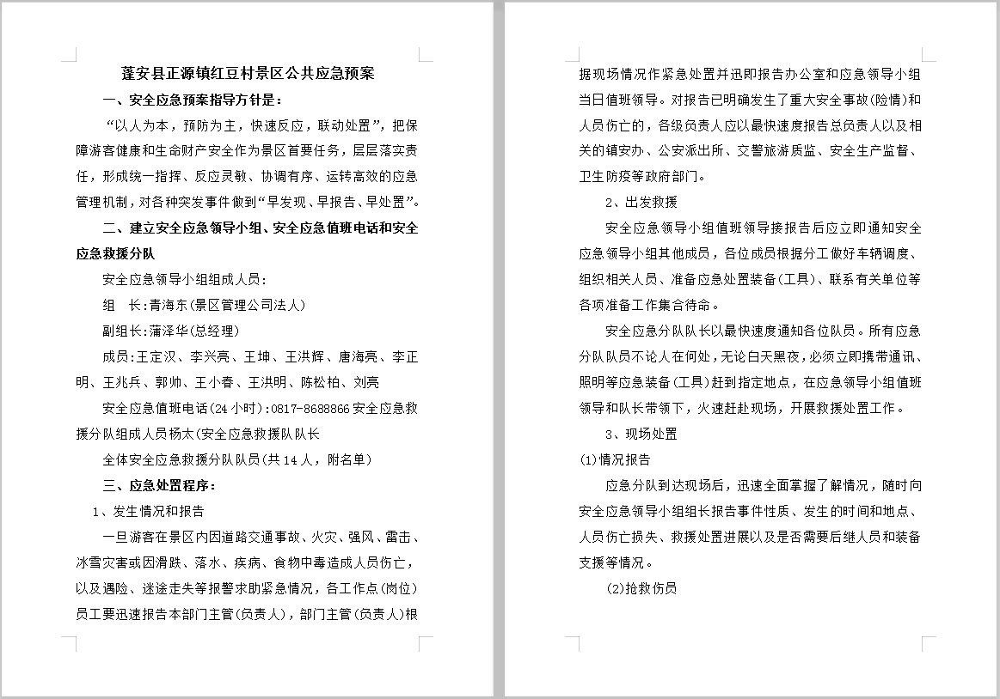 蓬安县正源镇红豆村景区公共应急预案
一、安全应急预案指导方针是：
“以人为本，预防为主，快速反应，联动处置”，把保
障游客健康和生命财产安全作为景区首要任务，层层落实责
任，形成统一指挥、反应灵敏、协调有序、运转高效的应急
管理机制，对各种突发事件做到“早发现、早报告、早处置”。
二、建立安全应急领导小组、安全应急值班电话和安全
应急救援分队
安全应急领导小组组成人员:
组　长:青海东(景区管理公司法人)
副组长:蒲泽华(总经理)
成员:王定汉、李兴亮、王坤、王洪辉、唐海亮、李正
明、王兆兵、郭帅、王小春、王洪明、陈松柏、刘亮
安全应急值班电话(24小时):0817-8688866安全应急救
援分队组成人员杨太(安全应急救援队队长
全体安全应急救援分队队员(共14人，附名单)
三、应急处置程序：
1、发生情况和报告
一旦游客在景区内因道路交通事故、火灾、强风、雷击、
冰雪灾害或因滑跌、落水、疾病、食物中毒造成人员伤亡，
以及遇险、迷途走失等报警求助紧急情况，各工作点(岗位)
员工要迅速报告本部门主管(负责人)，部门主管(负责人)根
据现场情况作紧急处置并迅即报告办公室和应急领导小组
当日值班领导。对报告已明确发生了重大安全事故(险情)和
人员伤亡的，各级负责人应以最快速度报告总负责人以及相
关的镇安办、公安派出所、交警旅游质监、安全生产监督、
卫生防疫等政府部门。
2、出发救援
安全应急领导小组值班领导接报告后应立即通知安全
应急领导小组其他成员，各位成员根据分工做好车辆调度、
组织相关人员、准备应急处置装备(工具)、联系有关单位等
各项准备工作集合待命。
安全应急分队队长以最快速度通知各位队员。所有应急
分队队员不论人在何处，无论白天黑夜，必须立即携带通讯、
照明等应急装备(工具)赶到指定地点，在应急领导小组值班
领导和队长带领下，火速赶赴现场，开展救援处置工作。
3、现场处置
(1)情况报告
应急分队到达现场后，迅速全面掌握了解情况，随时向
安全应急领导小组组长报告事件性质、发生的时间和地点、
人员伤亡损失、救援处置进展以及是否需要后继人员和装备
支援等情况。
(2)抢救伤员